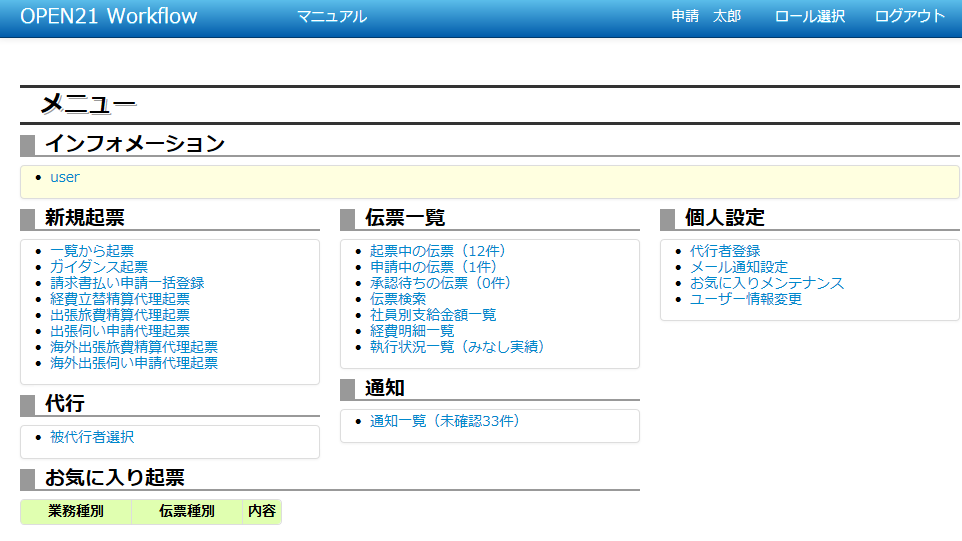 OPEN21 Workflow マニュアル 申請　太郎 ロール選択 ログアウト
メニュー
インフォメーション
user
新規起票
一覧から起票
ガイダンス起票
請求書払い申請一括登録
経費立替精算代理起票
出張旅費精算代理起票
出張伺い申請代理起票
海外出張旅費精算代理起票
海外出張伺い申請代理起票
代行
被代行者選択
伝票一覧
起票中の伝票（12件）
申請中の伝票（1件）
承認待ちの伝票（0件）
伝票検索
社員別支給金額一覧
経費明細一覧
執行状況一覧（みなし実績）
通知
通知一覧（未確認33件）
個人設定
代行者登録
メール通知設定
お気に入りメンテナンス
ユーザー情報変更
お気に入り起票
業務種別 伝票種別 内容